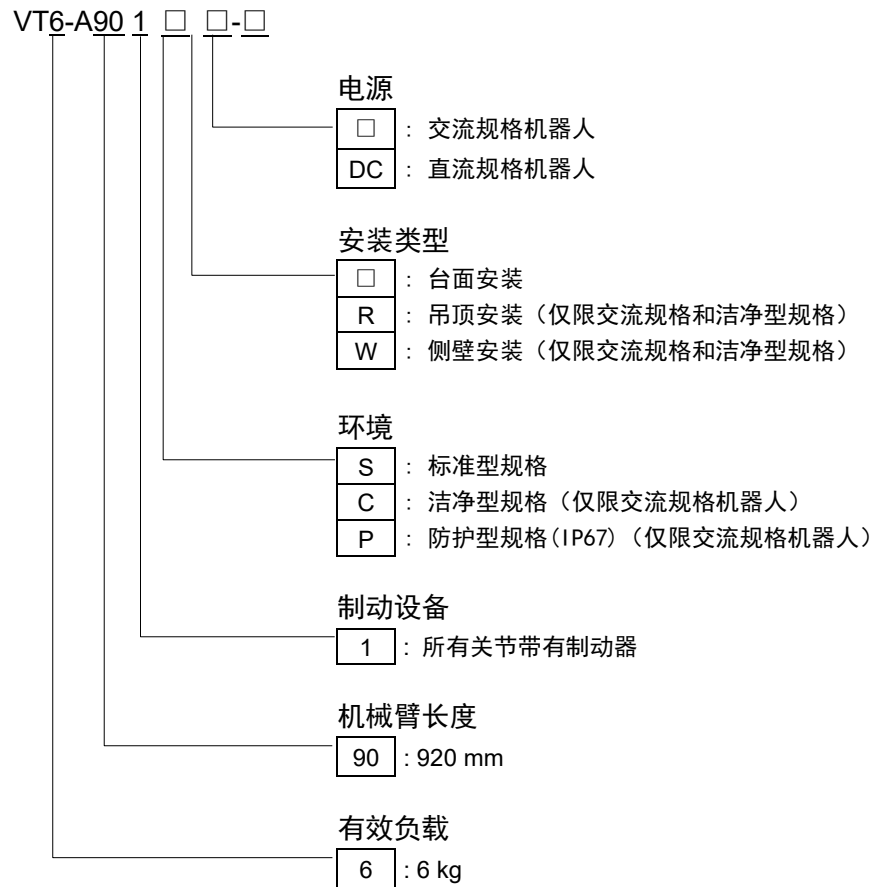 VT6-A90 1 □ □-□
电源
□ : 交流规格机器人
DC : 直流规格机器人
安装类型
□ : 台面安装
R : 吊顶安装（仅限交流规格和洁净型规格）
W : 侧壁安装（仅限交流规格和洁净型规格）
环境
S : 标准型规格
C : 洁净型规格（仅限交流规格机器人）
P : 防护型规格(IP67)（仅限交流规格机器人）
制动设备
1 : 所有关节带有制动器
机械臂长度
90 : 920 mm
有效负载
6 : 6 kg